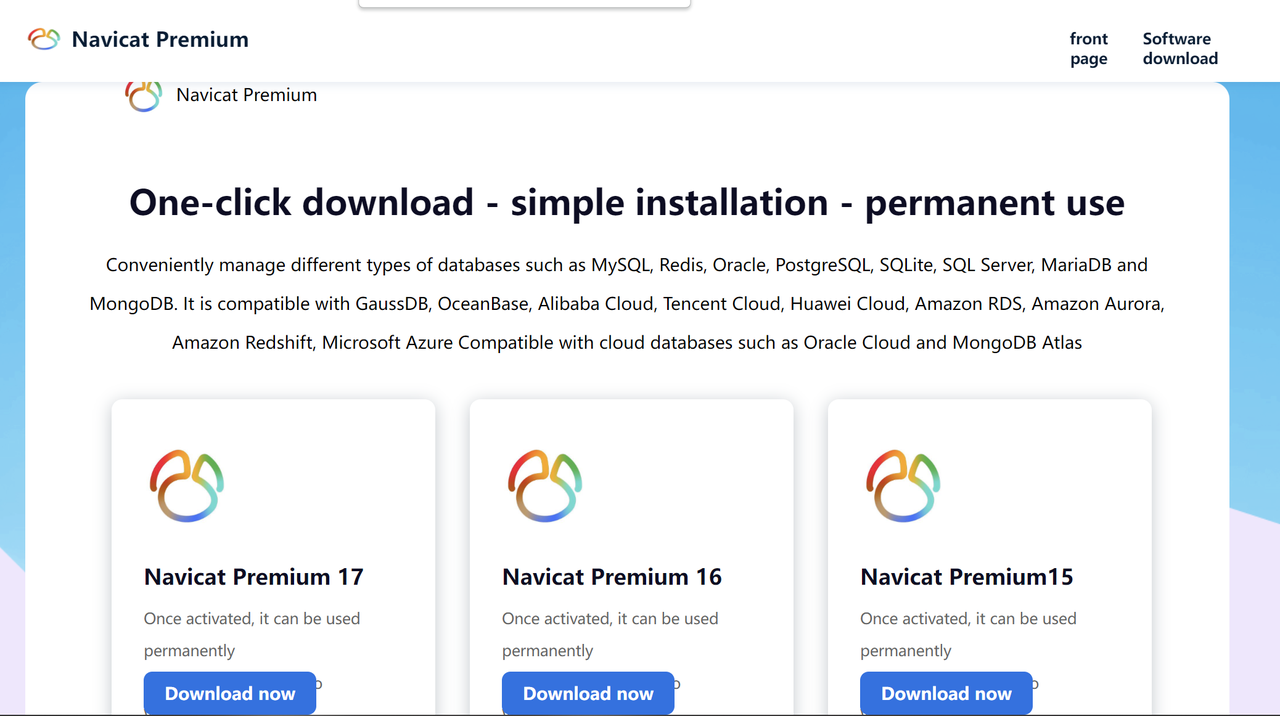 Navicat Premium
front
page
Software
download
Navicat Premium
One-click download - simple installation - permanent use
Conveniently manage different types of databases such as MySQL, Redis, Oracle, PostgreSQL, SQLite, SQL Server, MariaDB and
MongoDB. It is compatible with GaussDB, OceanBase, Alibaba Cloud, Tencent Cloud, Huawei Cloud, Amazon RDS, Amazon Aurora,
Amazon Redshift, Microsoft Azure Compatible with cloud databases such as Oracle Cloud and MongoDB Atlas
Navicat Premium 17
Once activated, it can be used
permanently
Download now
Navicat Premium 16
Once activated, it can be used
permanently
Download now
Navicat Premium15
Once activated, it can be used
permanently
Download now